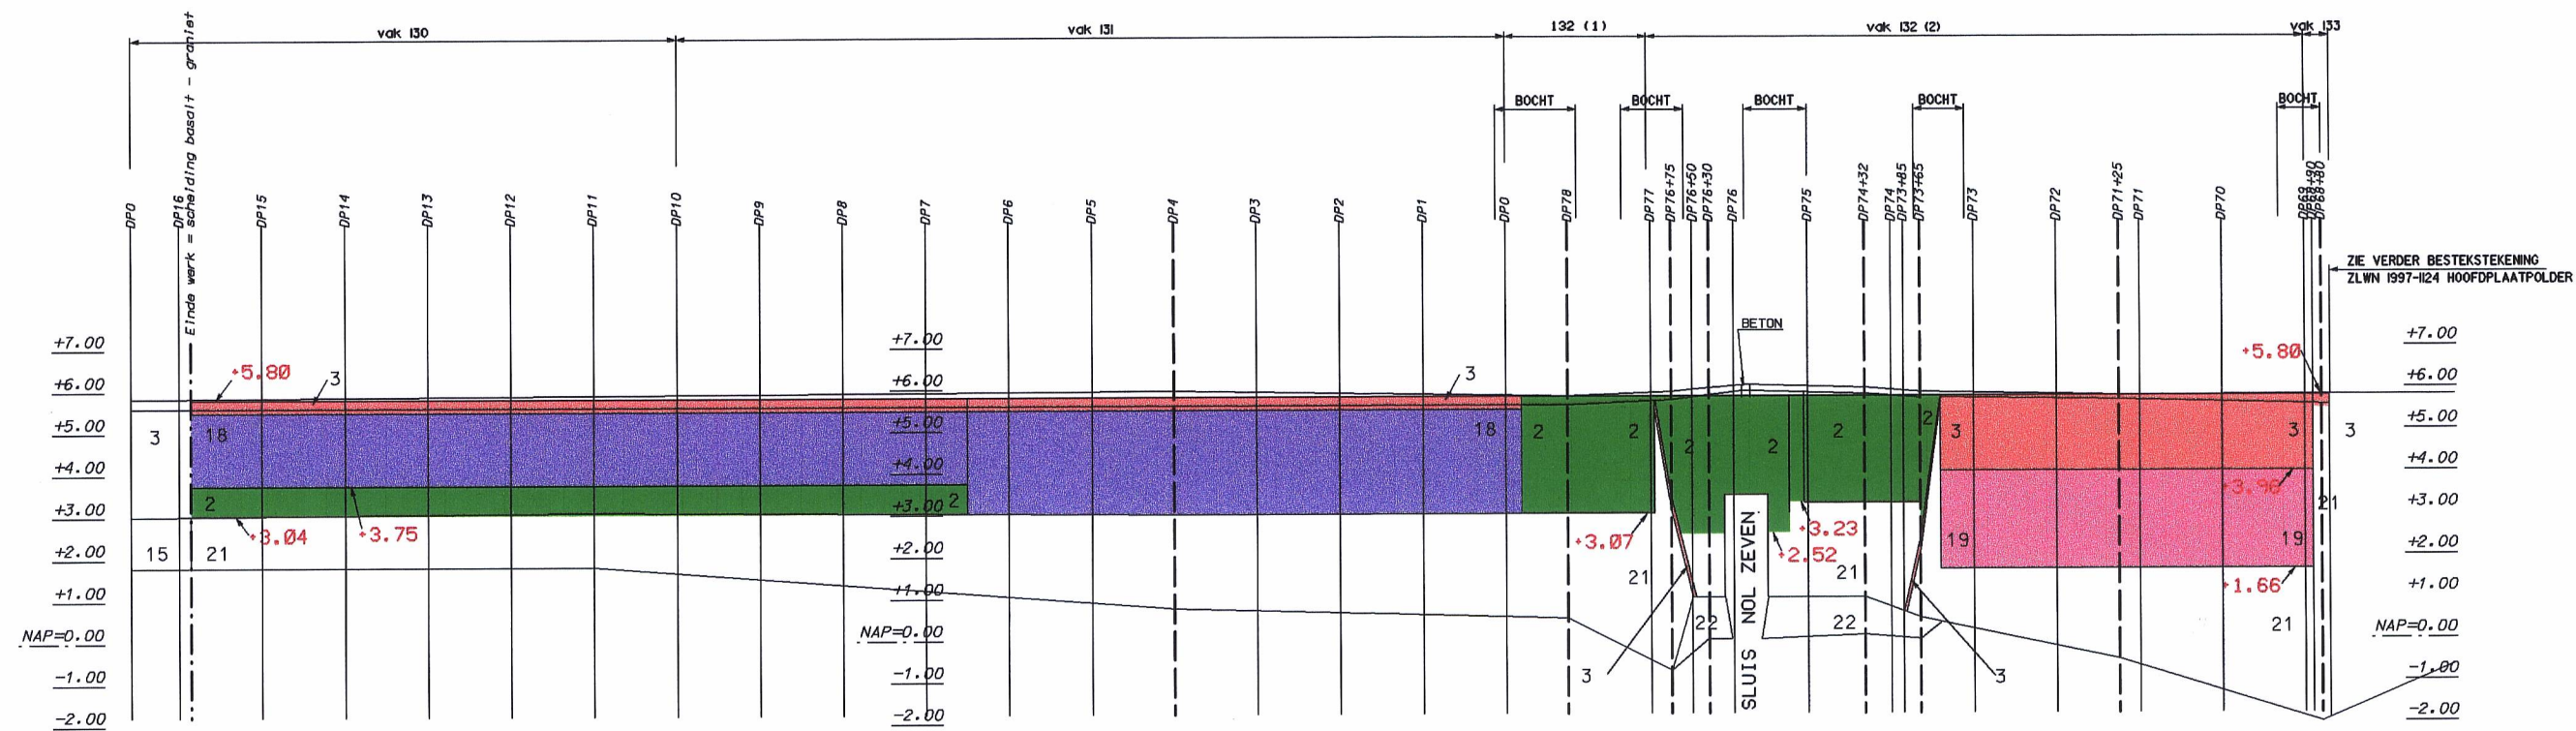 vak 130
vak 131
132 (1)
vak 132 (2)
vak 133
BOCHT
BOCHT
BOCHT
BOCHT
BOCHT
DP0
DP16
Einde werk = scheiding basalt - graniet
DP15
DP14
DP13
DP12
DP11
DP10
DP9
DP8
DP7
DP6
DP5
DP4
DP3
DP2
DP1
DP0
DP78
DP77
DP76+75
DP76+50
DP76+30
DP76
DP75
DP74+32
DP74
DP73+85
DP73+65
DP73
DP72
DP71+25
DP71
DP70
DP69
DP68+90
DP68+80
ZIE VERDER BESTEKSTEKENING
ZLWN 1997-1124 HOOFDPLAATPOLDER
BETON
+7.00
+6.00
+5.00
+4.00
+3.00
+2.00
+1.00
NAP=0.00
-1.00
-2.00
+5.80
3
3
18
2
+3.04
+3.75
15
21
+7.00
+6.00
+5.00
+4.00
+3.00
2
+2.00
+1.00
NAP=0.00
-1.00
-2.00
3
18
2
2
2
2
2
2
+3.07
21
3
22
SLUIS NOL ZEVEN
+3.23
+2.52
21
22
3
3
3
19
19
+3.96
+1.66
21
+5.80
3
21
+7.00
+6.00
+5.00
+4.00
+3.00
+2.00
+1.00
NAP=0.00
-1.00
-2.00